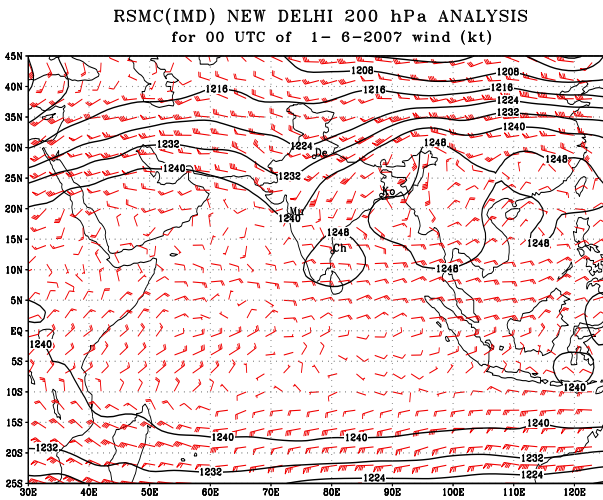 RSMC(IMD) NEW DELHI 200 hPa ANALYSIS
for 00 UTC of 1- 6-2007 wind (kt)
45N
1208
1208
40N
1216
1216
1216
1224
35N
1232
1240
30N
1232
1224
De
1248
1248
25N
1240
1232
Ko
20N
Mu
1240
15N
1248
Ch
1248
10N
1248
5N
EQ
1240
5S
10S
1240
15S
1240
1240
1240
20S
1232
1232
1232
1224
1224
25S
30E 40E 50E 60E 70E 80E 90E 100E 110E 120E